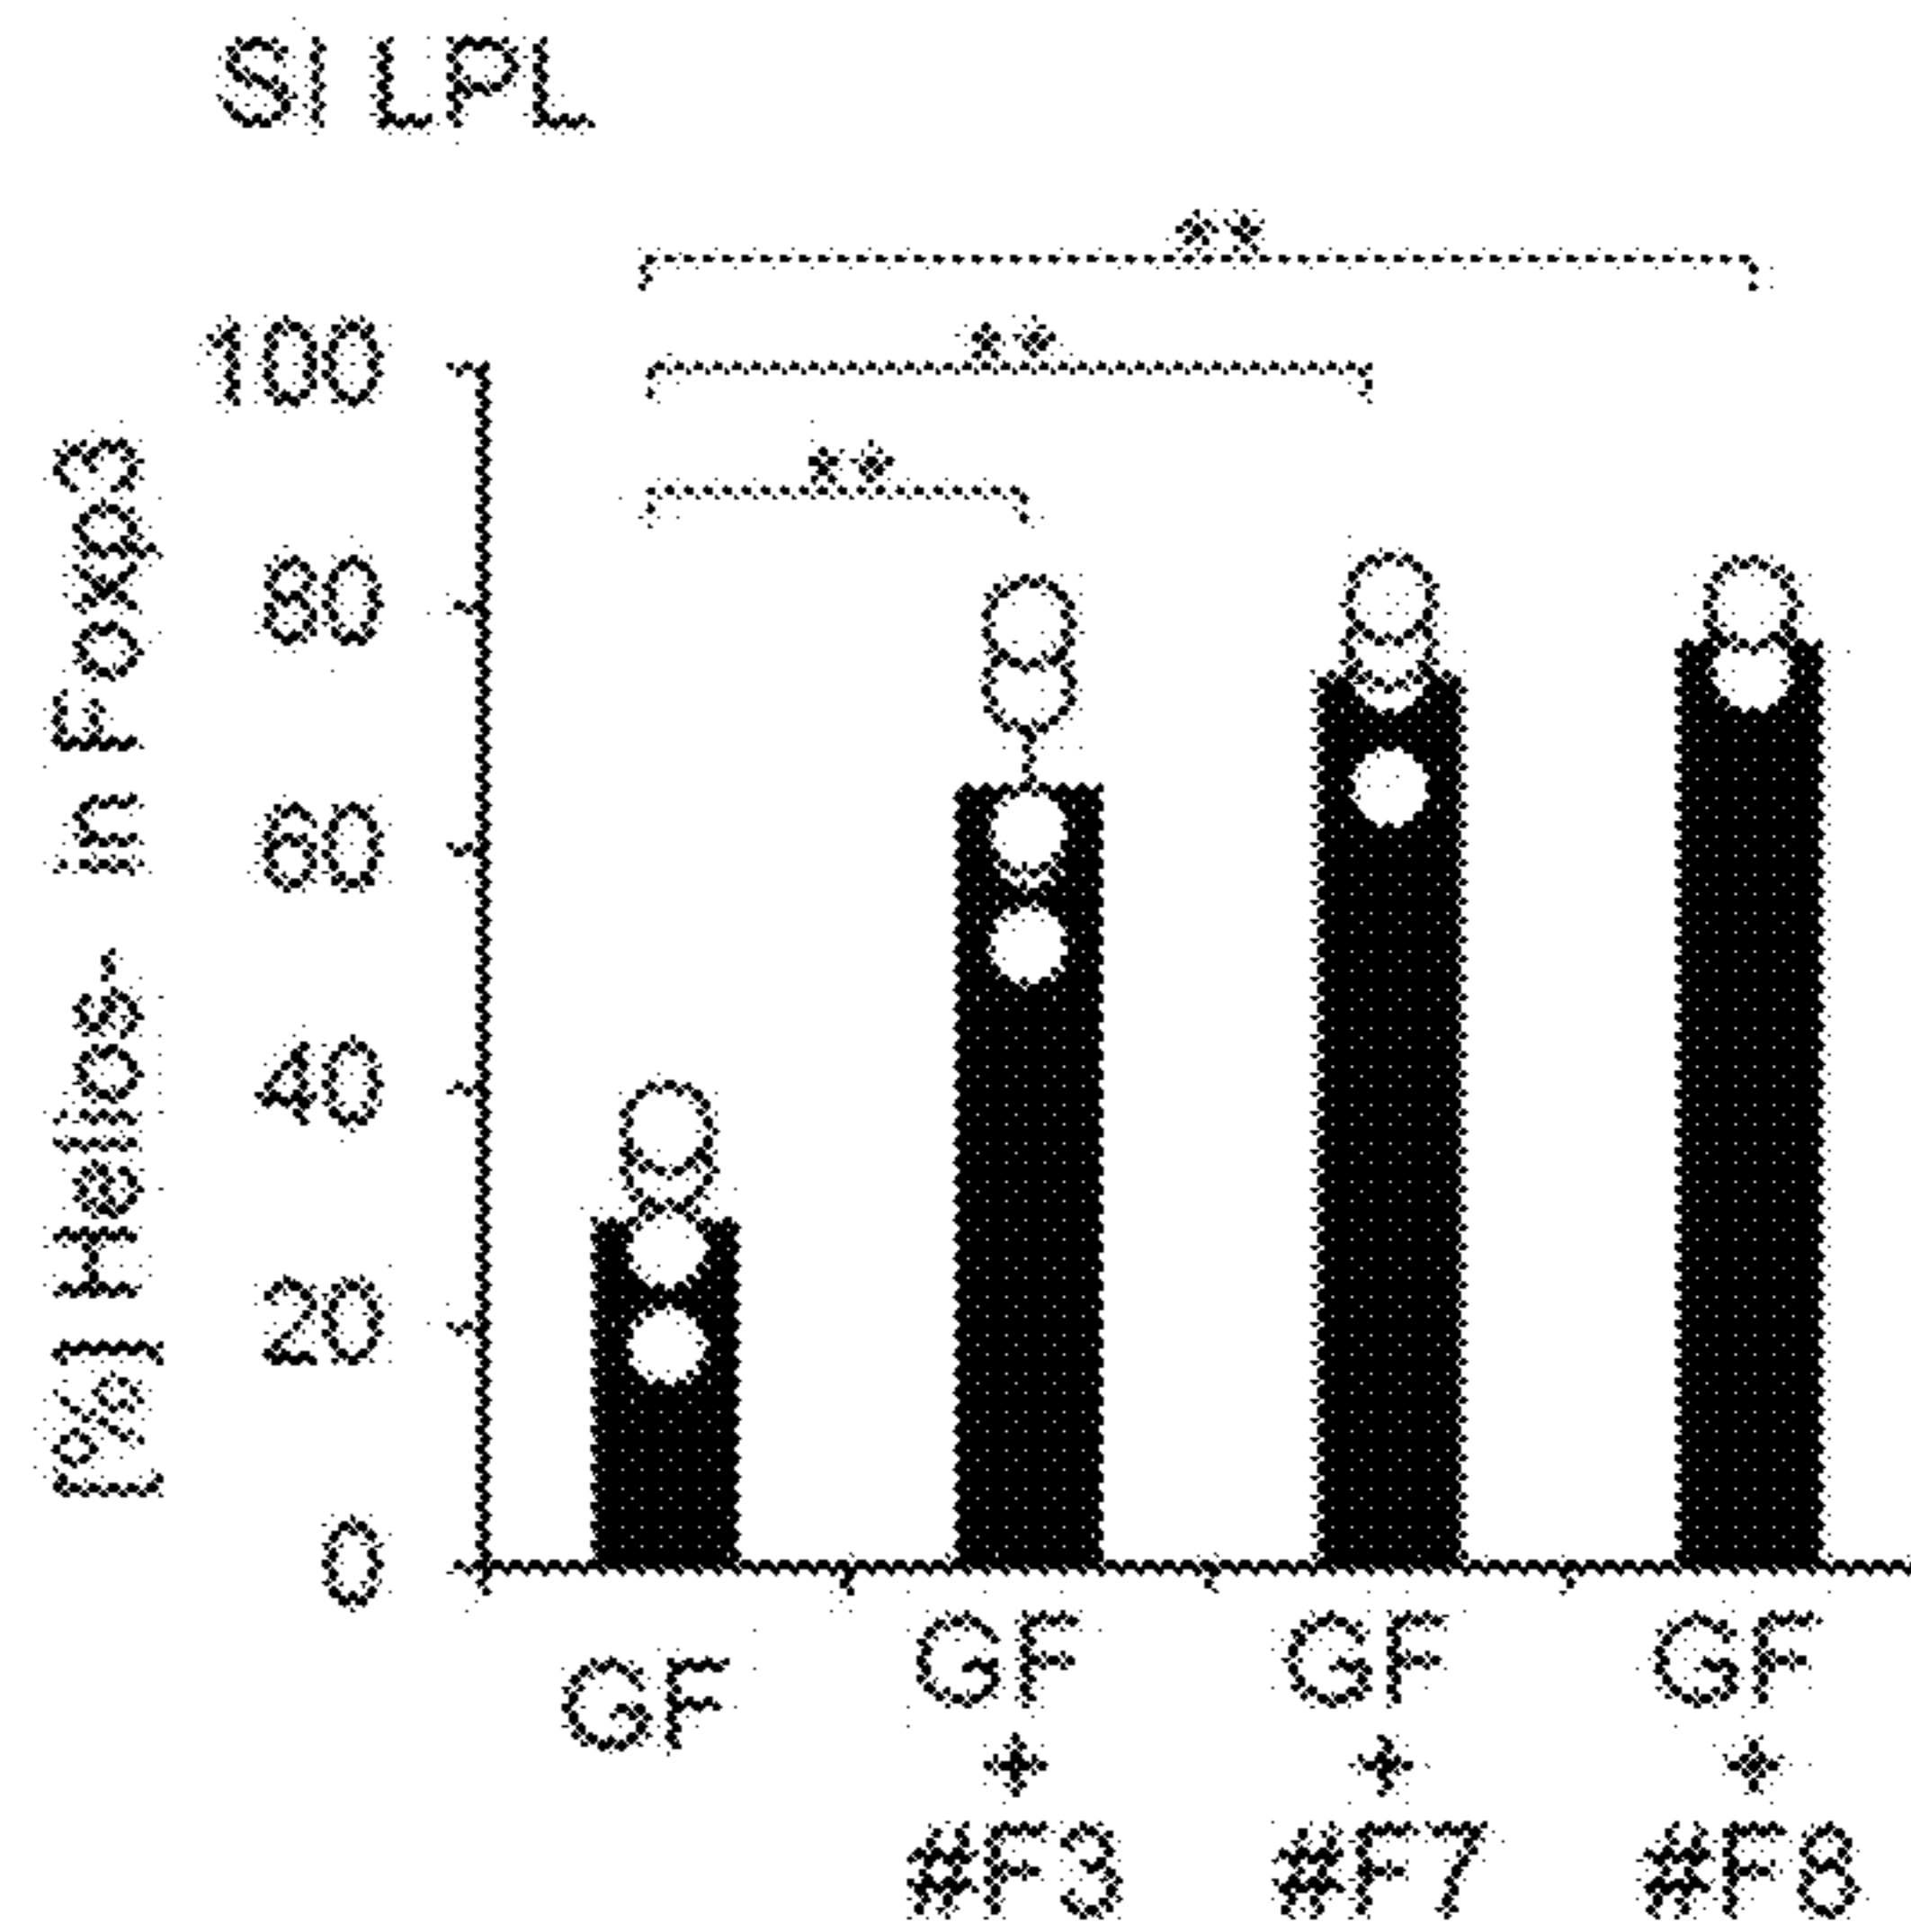 SI LPL
**
**
**
100
80
60
40
20
0
[%] Helios- in Foxp3
GF
GF
+
#F3
GF
+
#F7
GF
+
#F8